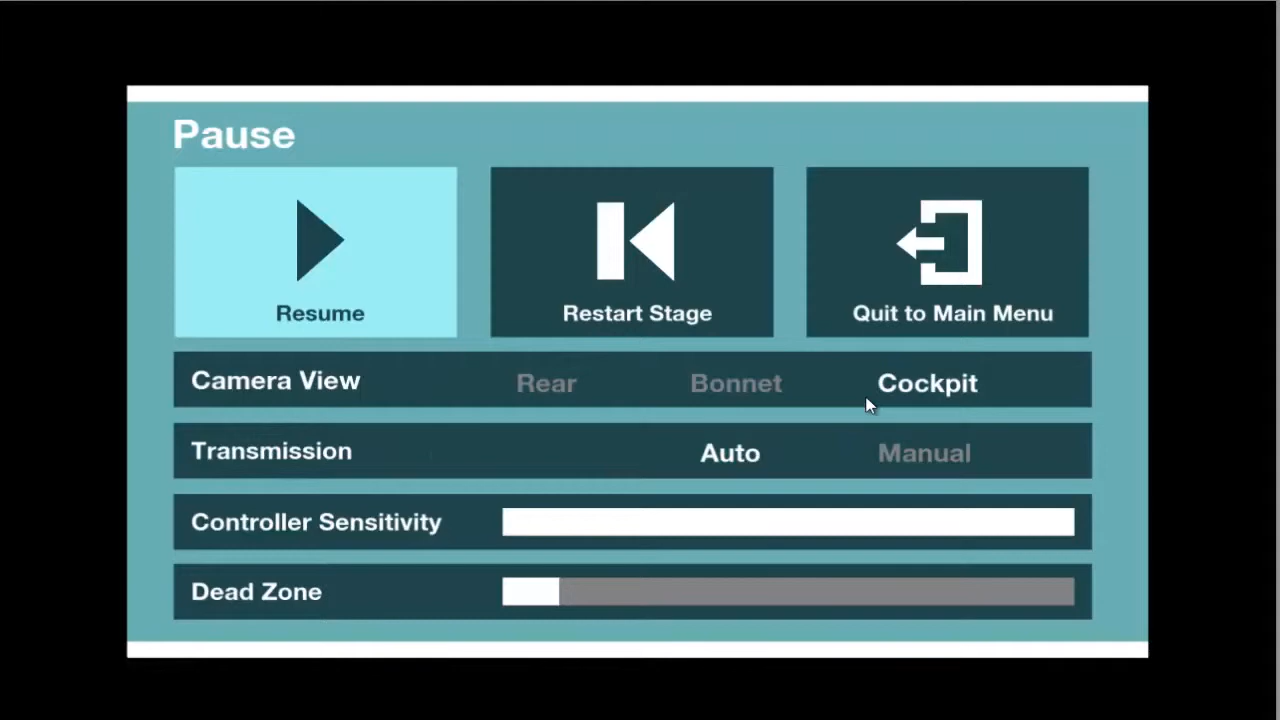 Pause
Resume
Restart Stage
Quit to Main Menu
Camera View Rear Bonnet Cockpit
Transmission Auto Manual
Controller Sensitivity
Dead Zone